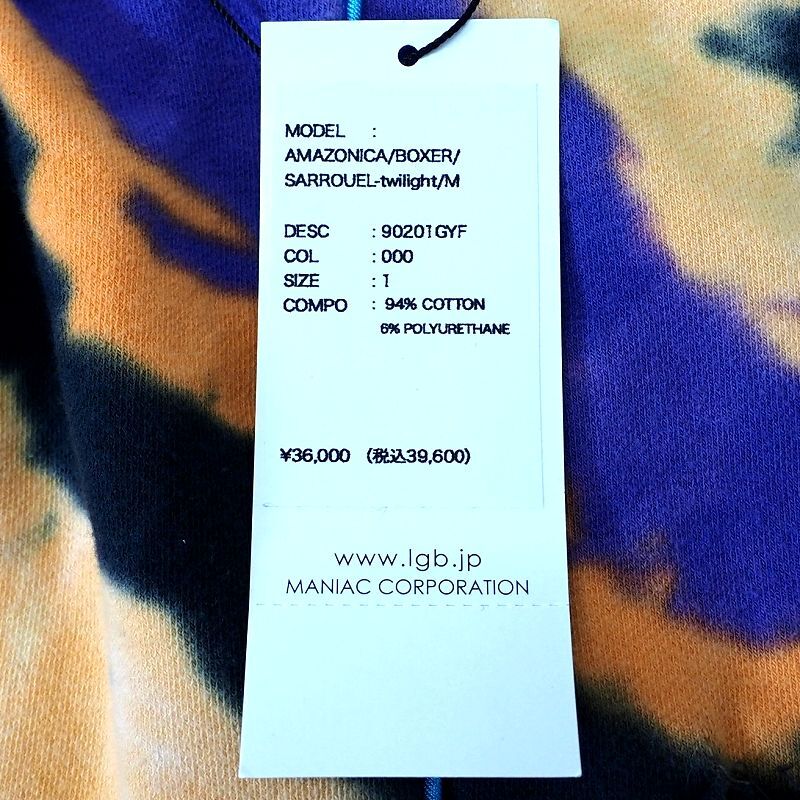 MODEL :
AMAZONICA/BOXER/
SARROUEL-twilight/M
DESC : 90201GYF
COL : 000
SIZE : 1
COMPO : 94% COTTON
6% POLYURETHANE
¥36,000 (税込39,600)
www.lgb.jp
MANIAC CORPORATION